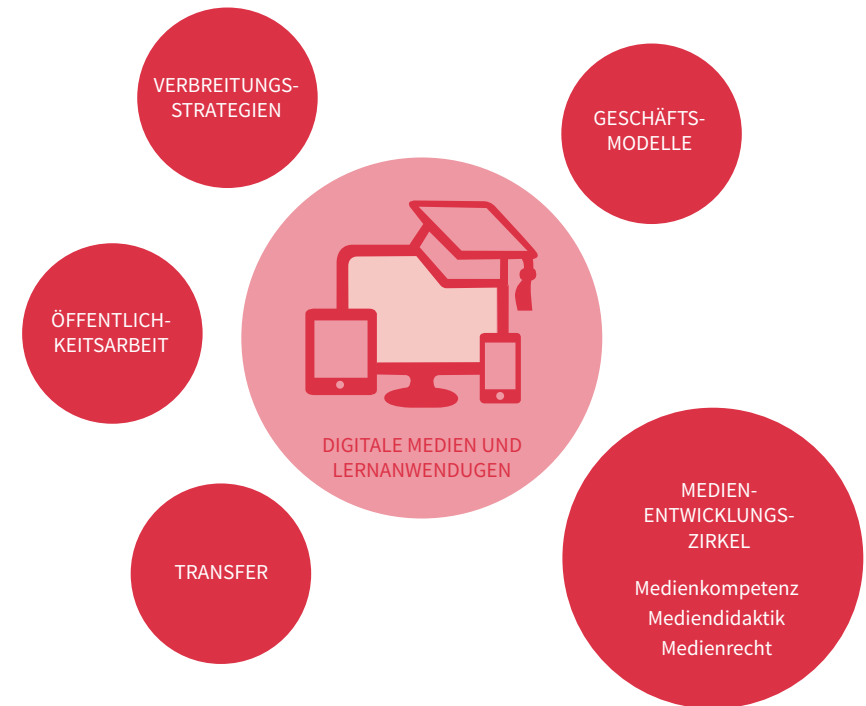 VERBREITUNGS-
STRATEGIEN
GESCHÄFTS-
MODELLE
ÖFFENTLICH-
KEITSARBEIT
DIGITALE MEDIEN UND
LERNANWENDUGEN
TRANSFER
MEDIEN-
ENTWICKLUNGS-
ZIRKEL
Medienkompetenz
Mediendidaktik
Medienrecht